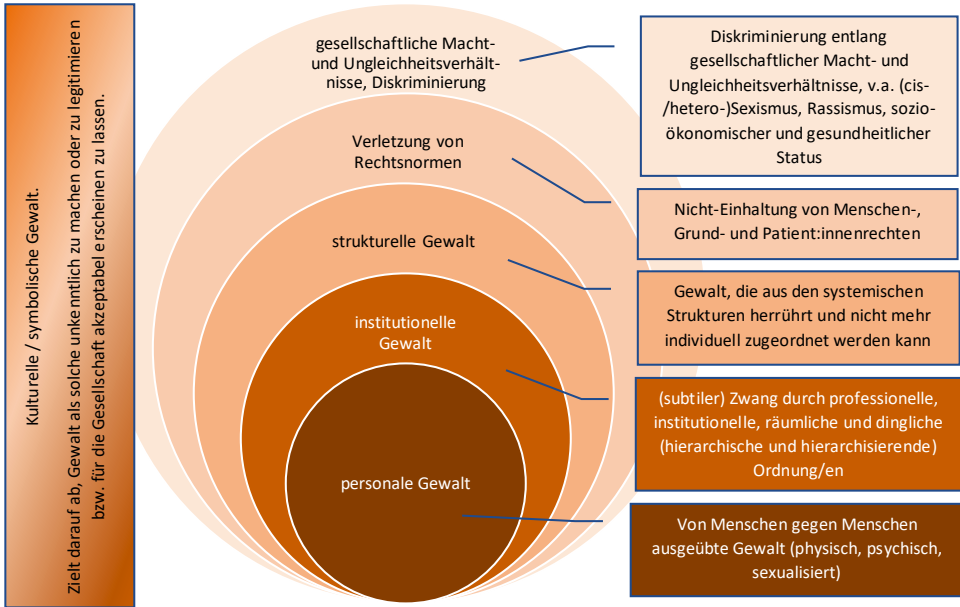 Kulturelle / symbolische Gewalt.
Zielt darauf ab, Gewalt als solche unkenntlich zu machen oder zu legitimieren
bzw. für die Gesellschaft akzeptabel erscheinen zu lassen.
gesellschaftliche Macht-
und Ungleichheitsverhält-
nisse, Diskriminierung
Diskriminierung entlang
gesellschaftlicher Macht- und
Ungleichheitsverhältnisse, v.a. (cis-
/hetero-)Sexismus, Rassismus, sozio-
ökonomischer und gesundheitlicher
Status
Verletzung von
Rechtsnormen
Nicht-Einhaltung von Menschen-,
Grund- und Patient:innenrechten
strukturelle Gewalt
Gewalt, die aus den systemischen
Strukturen herrührt und nicht mehr
individuell zugeordnet werden kann
institutionelle
Gewalt
(subtiler) Zwang durch professionelle,
institutionelle, räumliche und dingliche
(hierarchische und hierarchisierende)
Ordnung/en
personale Gewalt
Von Menschen gegen Menschen
ausgeübte Gewalt (physisch, psychisch,
sexualisiert)